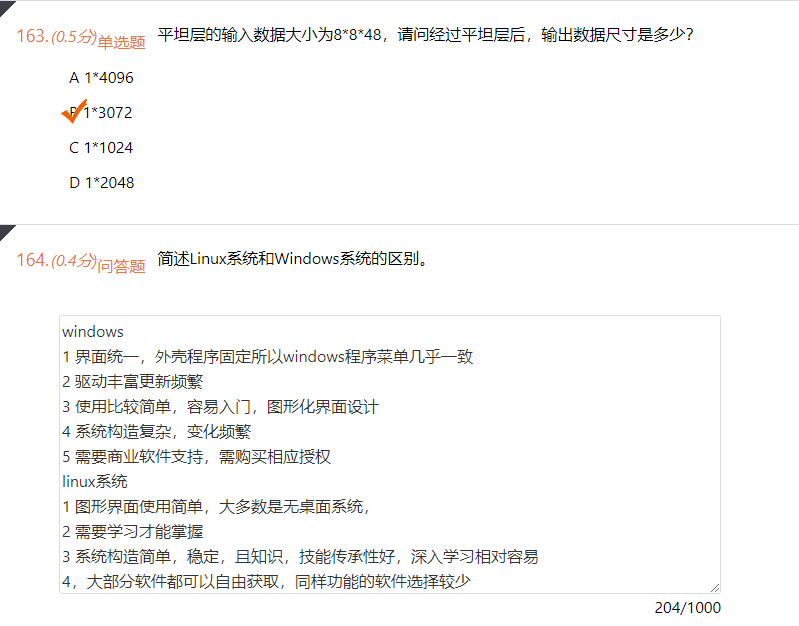 163.(0.5分)单选题 平坦层的输入数据大小为8*8*48，请问经过平坦层后，输出数据尺寸是多少？
A 1*4096
B 1*3072
C 1*1024
D 1*2048
164.(0.4分)问答题 简述Linux系统和Windows系统的区别。
windows
1 界面统一，外壳程序固定所以windows程序菜单几乎一致
2 驱动丰富更新频繁
3 使用比较简单，容易入门，图形化界面设计
4 系统构造复杂，变化频繁
5 需要商业软件支持，需购买相应授权
linux系统
1 图形界面使用简单，大多数是无桌面系统，
2 需要学习才能掌握
3 系统构造简单，稳定，且知识，技能传承性好，深入学习相对容易
4，大部分软件都可以自由获取，同样功能的软件选择较少
204/1000